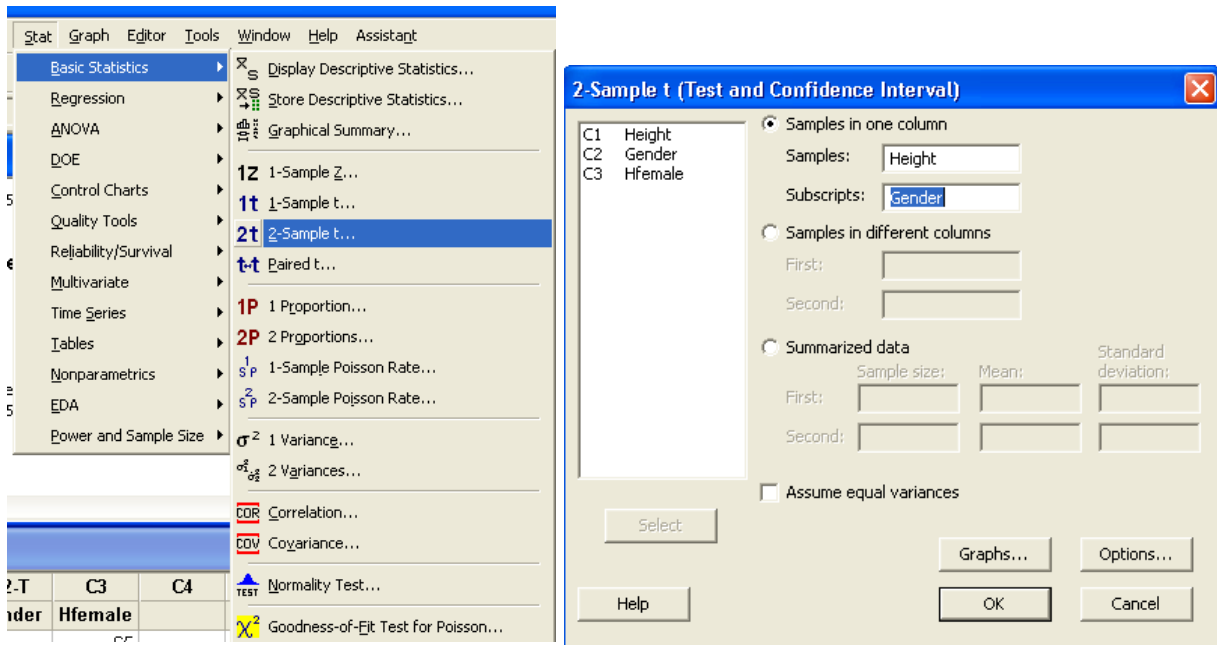 Stat Graph Editor Tools Window Help Assistant
Basic Statistics
Regression
ANOVA
DOE
Control Charts
Quality Tools
Reliability/Survival
Multivariate
Time Series
Tables
Nonparametrics
EDA
Power and Sample Size
Display Descriptive Statistics...
Store Descriptive Statistics...
Graphical Summary...
1Z 1-Sample Z...
1t 1-Sample t...
2t 2-Sample t...
t-t Paired t...
1P 1 Proportion...
2P 2 Proportions...
1-Sample Poisson Rate...
2-Sample Poisson Rate...
σ² 1 Variance...
2 Variances...
COR Correlation...
COV Covariance...
TEST Normality Test...
χ² Goodness-of-Fit Test for Poisson...
2-T C3 C4
nder Hfemale
2-Sample t (Test and Confidence Interval)
C1 Height
C2 Gender
C3 Hfemale
Samples in one column
Samples: Height
Subscripts: Gender
Samples in different columns
First:
Second:
Summarized data
Sample size: Mean: Standard deviation:
First:
Second:
Assume equal variances
Select
Graphs... Options...
Help OK Cancel